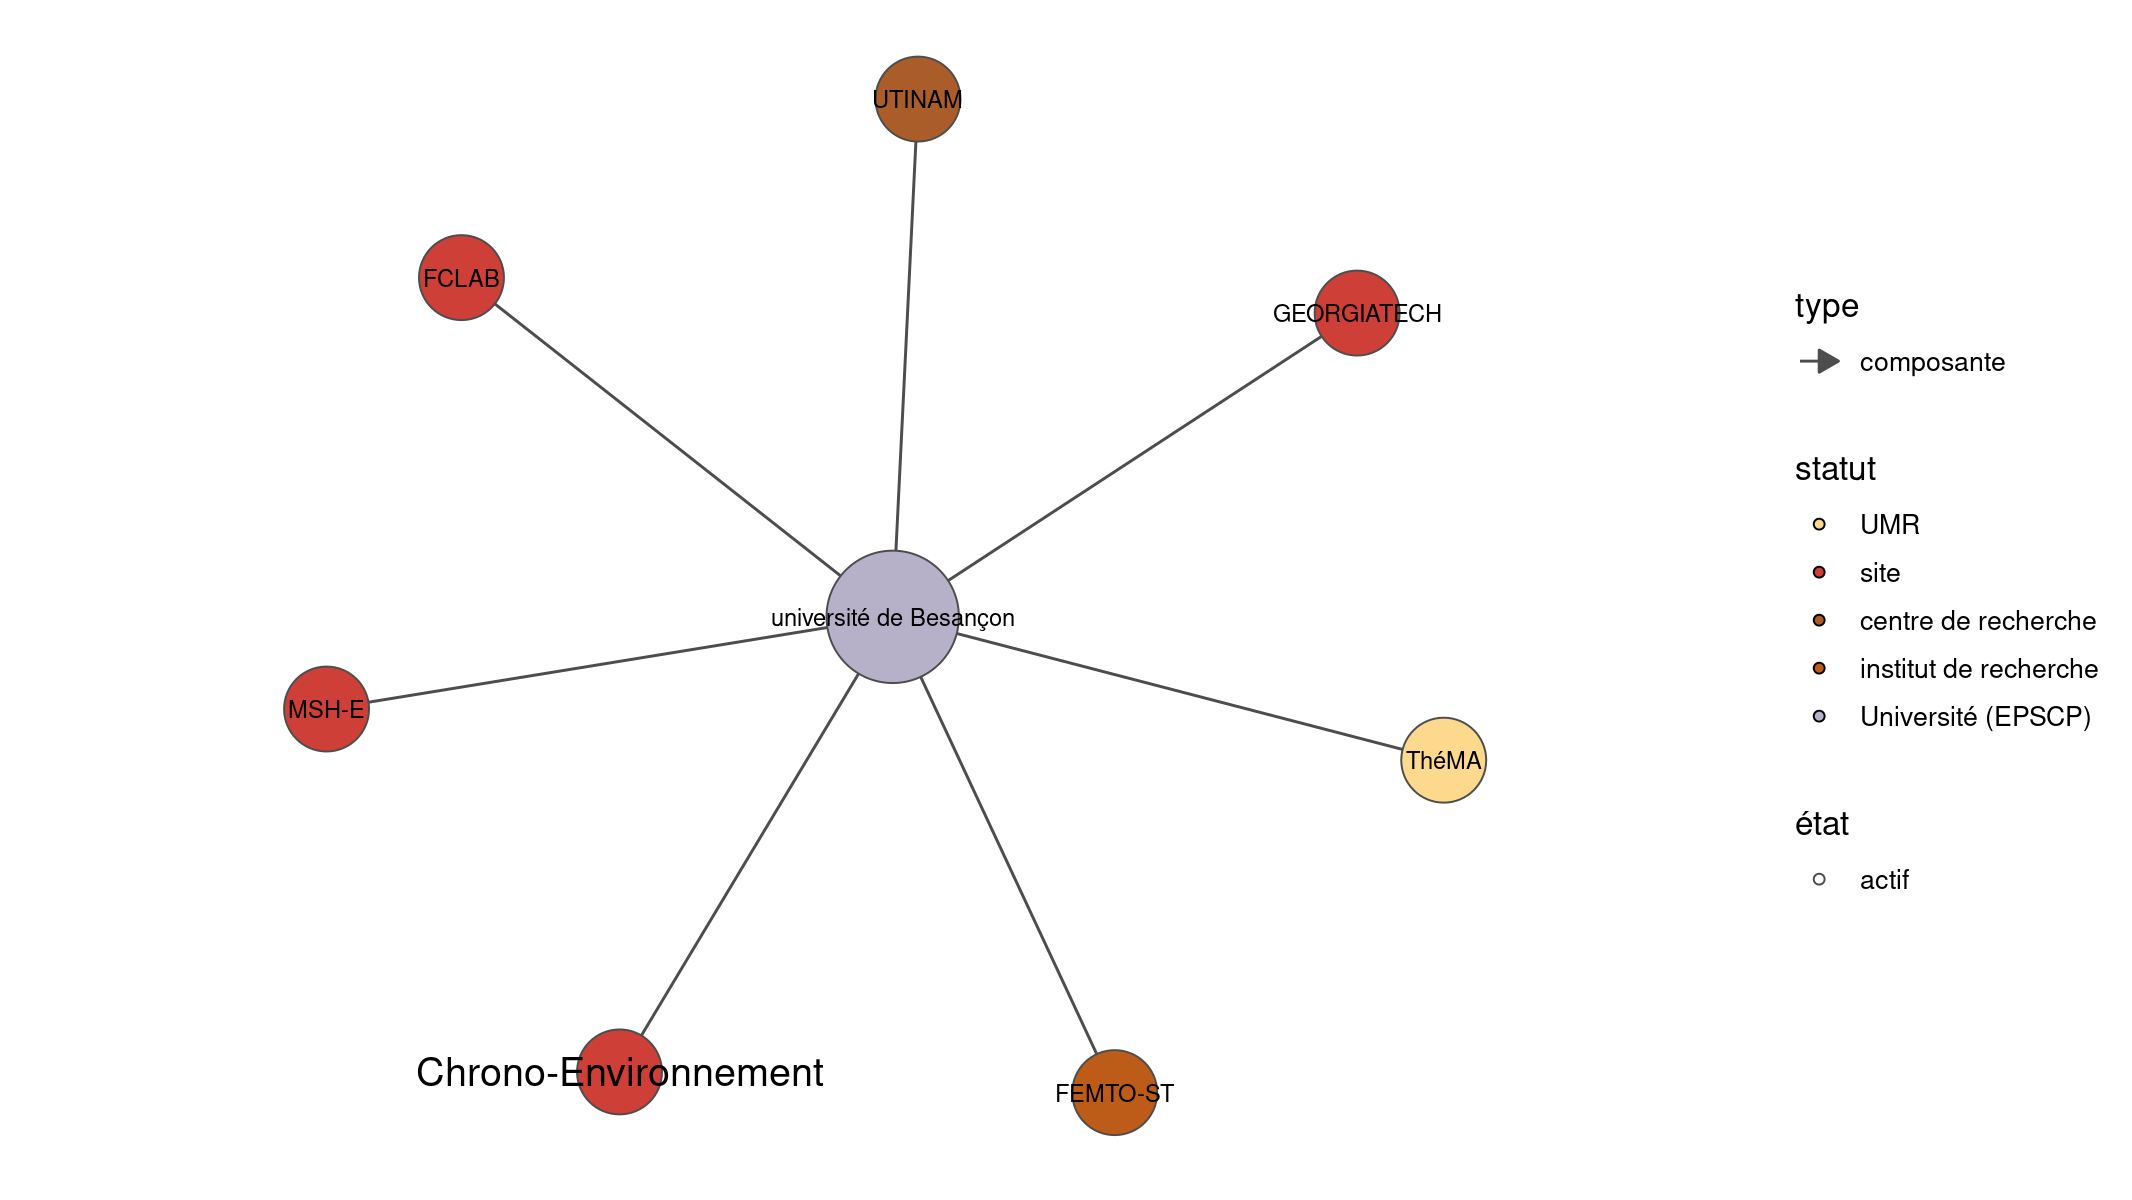 UTINAM
FCLAB
GEORGIATECH
université de Besançon
MSH-E
ThéMA
Chrono-Environnement
FEMTO-ST
type
composante
statut
UMR
site
centre de recherche
institut de recherche
Université (EPSCP)
état
actif